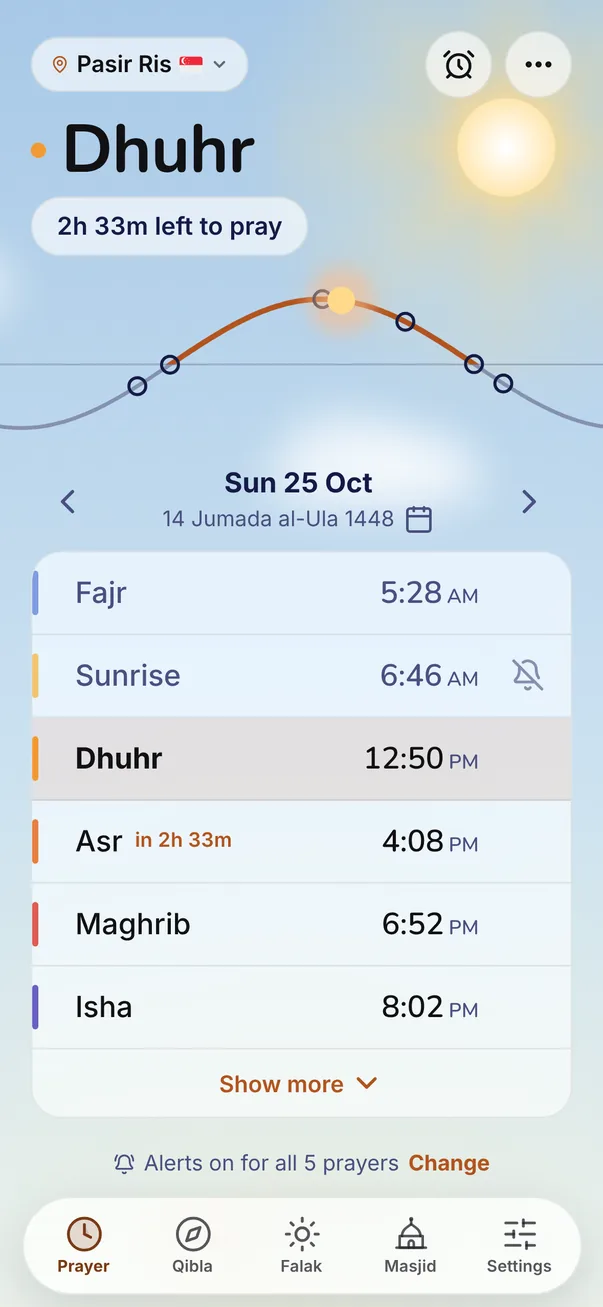 Pasir Ris 🇸🇬
Dhuhr
2h 33m left to pray
Sun 25 Oct
14 Jumada al-Ula 1448
Fajr 5:28 AM
Sunrise 6:46 AM
Dhuhr 12:50 PM
Asr in 2h 33m 4:08 PM
Maghrib 6:52 PM
Isha 8:02 PM
Show more
Alerts on for all 5 prayers Change
Prayer Qibla Falak Masjid Settings